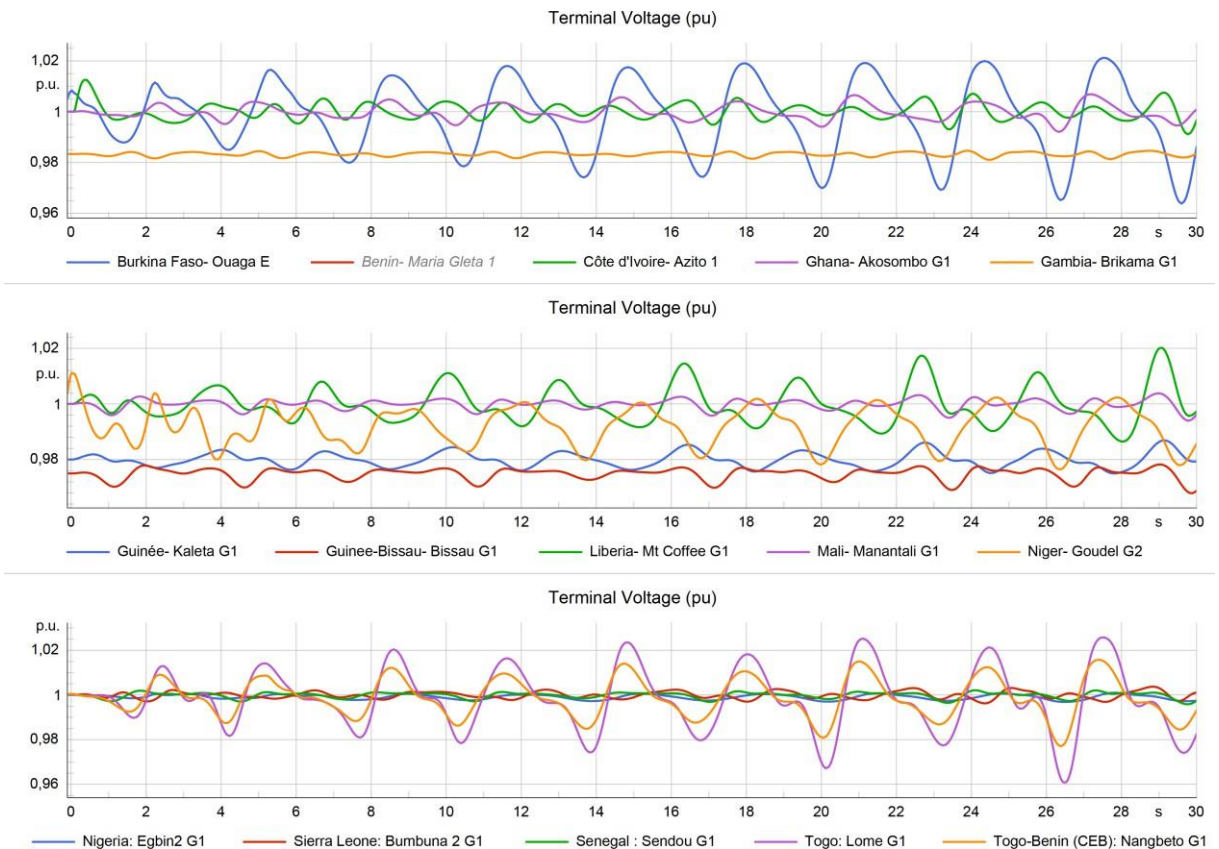 Terminal Voltage (pu)
1,02
p.u.
1
0,98
0,96
0 2 4 6 8 10 12 14 16 18 20 22 24 26 28 s 30
Burkina Faso- Ouaga E Benin- Maria Gleta 1 Côte d'Ivoire- Azito 1 Ghana- Akosombo G1 Gambia- Brikama G1
Terminal Voltage (pu)
1,02
p.u.
1
0,98
0 2 4 6 8 10 12 14 16 18 20 22 24 26 28 s 30
Guinée- Kaleta G1 Guinee-Bissau- Bissau G1 Liberia- Mt Coffee G1 Mali- Manantali G1 Niger- Goudel G2
Terminal Voltage (pu)
p.u.
1,02
1
0,98
0,96
0 2 4 6 8 10 12 14 16 18 20 22 24 26 28 s 30
Nigeria: Egbin2 G1 Sierra Leone: Bumbuna 2 G1 Senegal : Sendou G1 Togo: Lome G1 Togo-Benin (CEB): Nangbeto G1